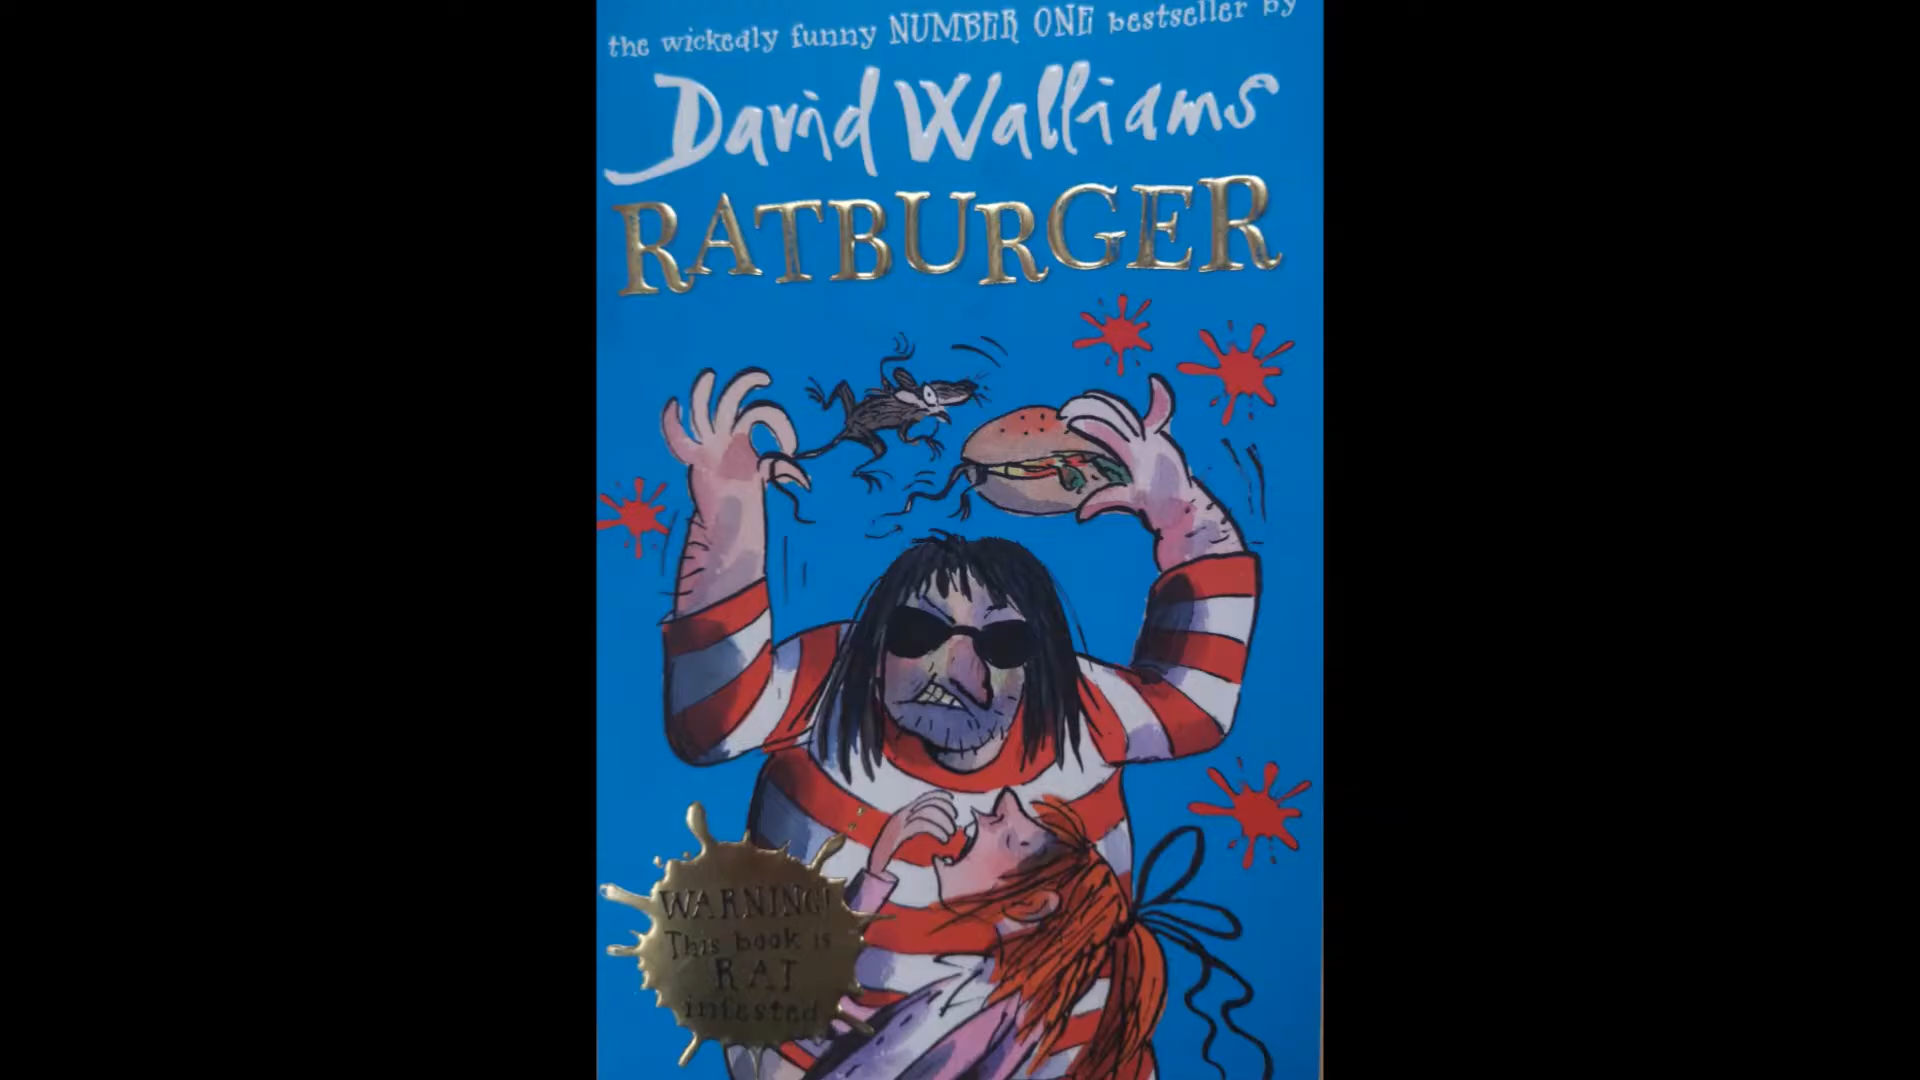 the wickedly funny NUMBER ONE bestseller by
David Walliams
RATBURGER
WARNING!
This book is
RAT
infested